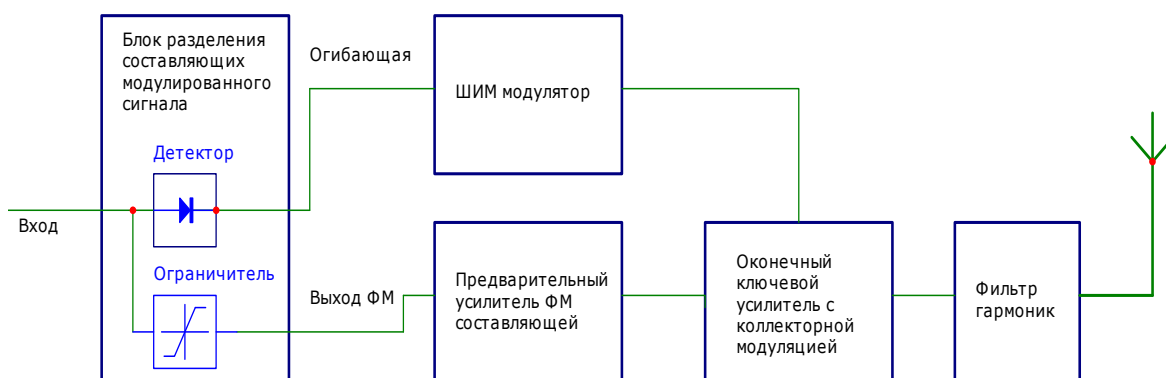 Блок разделения
составляющих
модулированного
сигнала
Огибающая
ШИМ модулятор
Детектор
Вход
Ограничитель
Выход ФМ
Предварительный
усилитель ФМ
составляющей
Оконечный
ключевой
усилитель с
коллекторной
модуляцией
Фильтр
гармоник